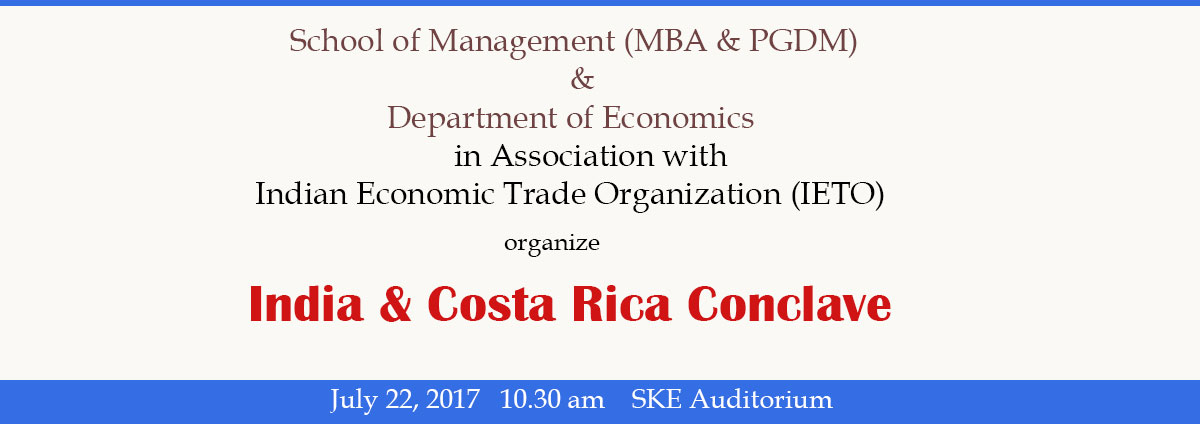 School of Management (MBA & PGDM)
&
Department of Economics
in Association with
Indian Economic Trade Organization (IETO)
organize
India & Costa Rica Conclave
July 22, 2017 10.30 am SKE Auditorium